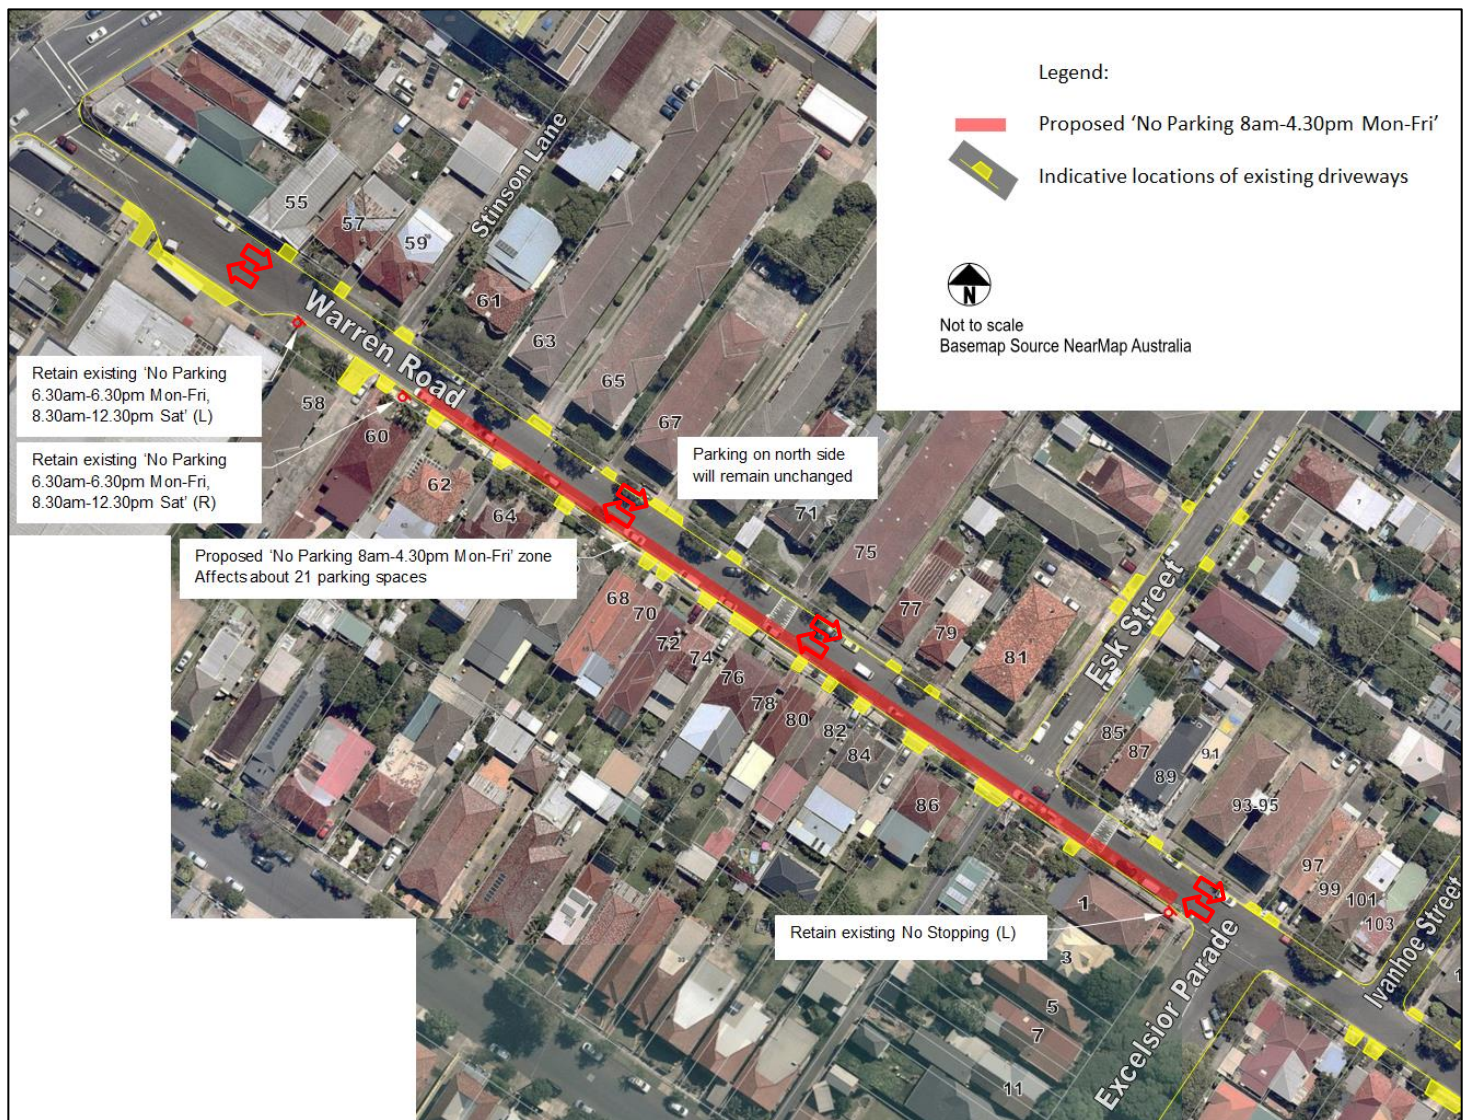 Legend:
Proposed ‘No Parking 8am-4.30pm Mon-Fri’
Indicative locations of existing driveways
N
Not to scale
Basemap Source NearMap Australia
Stinson Lane
Warren Road
Esk Street
Excelsior Parade
Ivanhoe Street
Retain existing ‘No Parking
6.30am-6.30pm Mon-Fri,
8.30am-12.30pm Sat’ (L)
Retain existing ‘No Parking
6.30am-6.30pm Mon-Fri,
8.30am-12.30pm Sat’ (R)
Parking on north side
will remain unchanged
Proposed ‘No Parking 8am-4.30pm Mon-Fri’ zone
Affects about 21 parking spaces
Retain existing No Stopping (L)
55
57
59
61
63
65
67
71
75
77
79
81
85
87
89
91
93-95
97
99
101
103
58
60
62
64
68
70
72
74
76
78
80
82
84
86
1
3
5
7
11